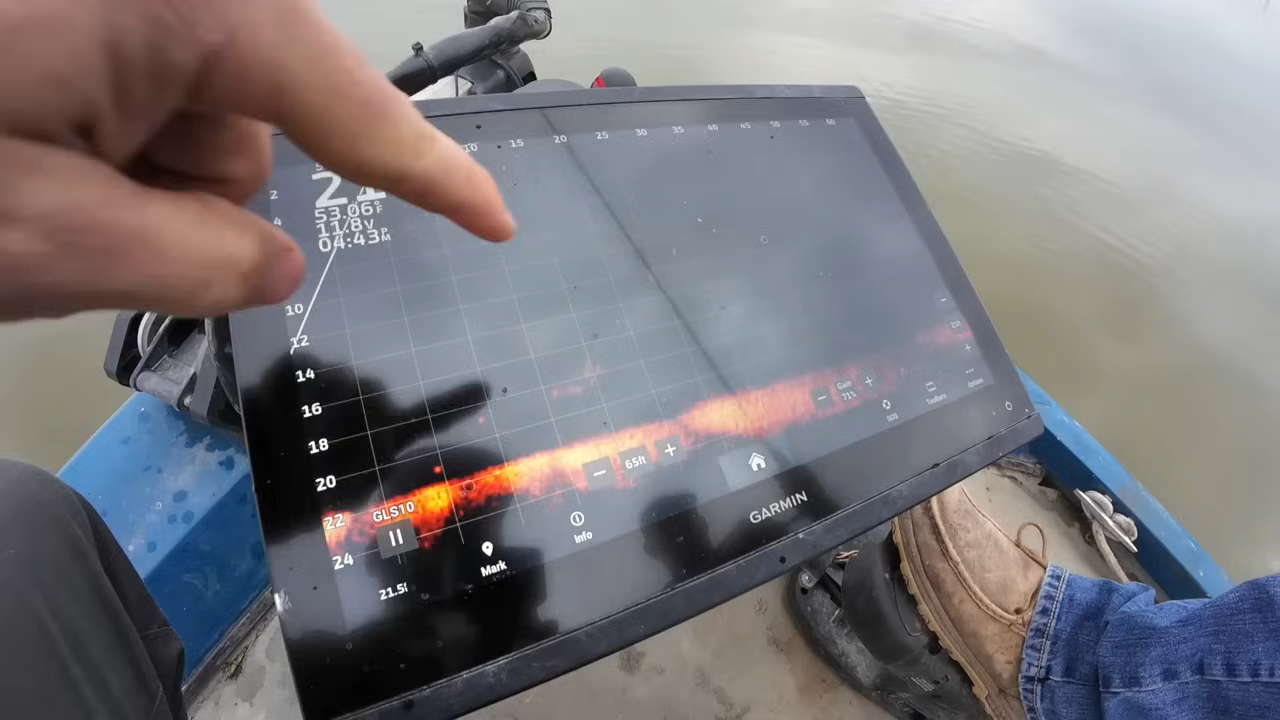 10 15 20 25 30 35 40 45 50 55 60
2
4
53.06°F
11.8V
04:43PM
10
12
14
16
18
20
22
24
GLS10
21.5f
Mark
Info
− 65ft +
− Gain 71% +
SOS
Toolbars
Options
GARMIN